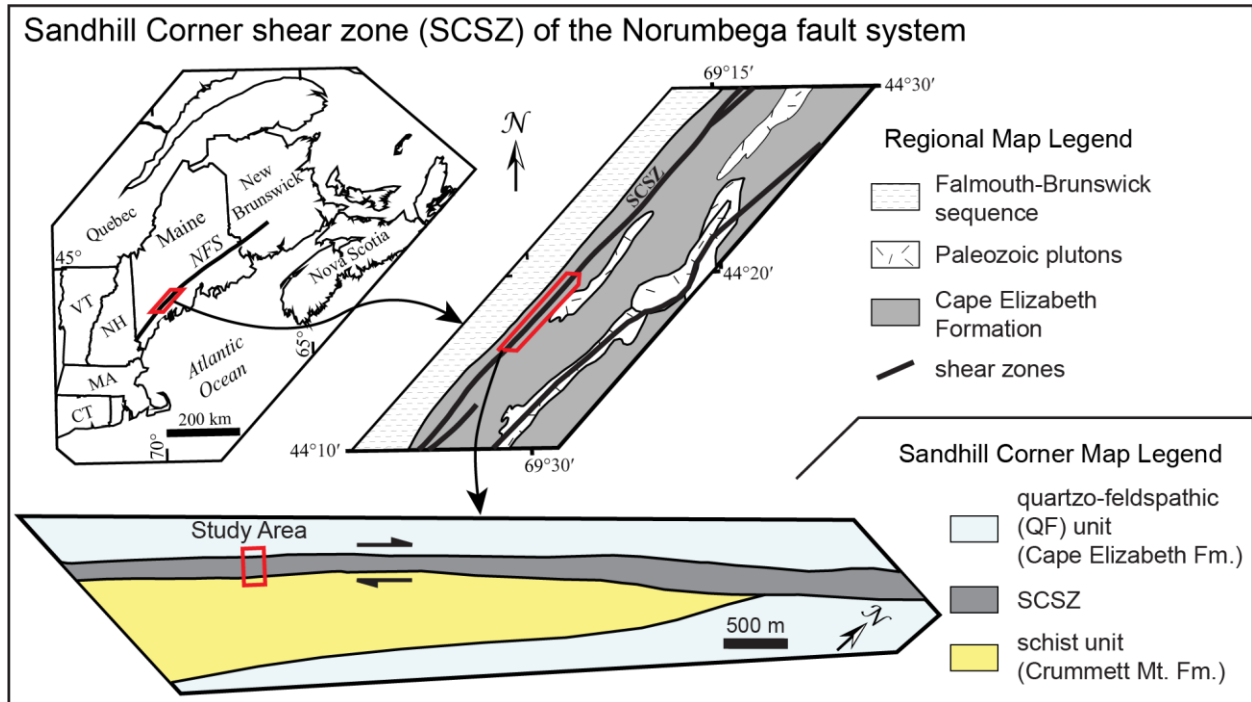 Sandhill Corner shear zone (SCSZ) of the Norumbega fault system
Quebec
Maine
New
Brunswick
NFS
Nova Scotia
45°
VT
NH
MA
CT
Atlantic
Ocean
65°
70°
200 km
N
69°15′
44°30′
SCSZ
44°20′
44°10′
69°30′
Regional Map Legend
Falmouth-Brunswick
sequence
Paleozoic plutons
Cape Elizabeth
Formation
shear zones
Study Area
500 m
N
Sandhill Corner Map Legend
quartzo-feldspathic
(QF) unit
(Cape Elizabeth Fm.)
SCSZ
schist unit
(Crummett Mt. Fm.)